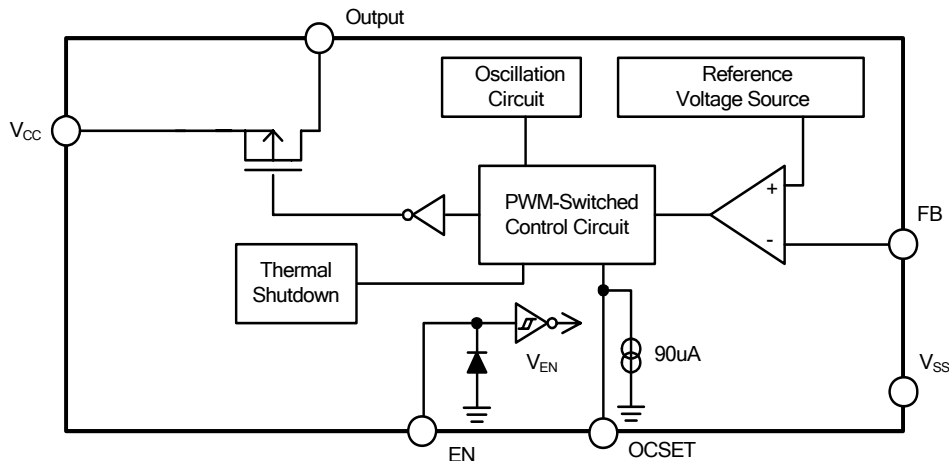 Output
Oscillation
Circuit
Reference
Voltage Source
VCC
PWM-Switched
Control Circuit
+
-
FB
Thermal
Shutdown
VEN
90uA
VSS
EN
OCSET